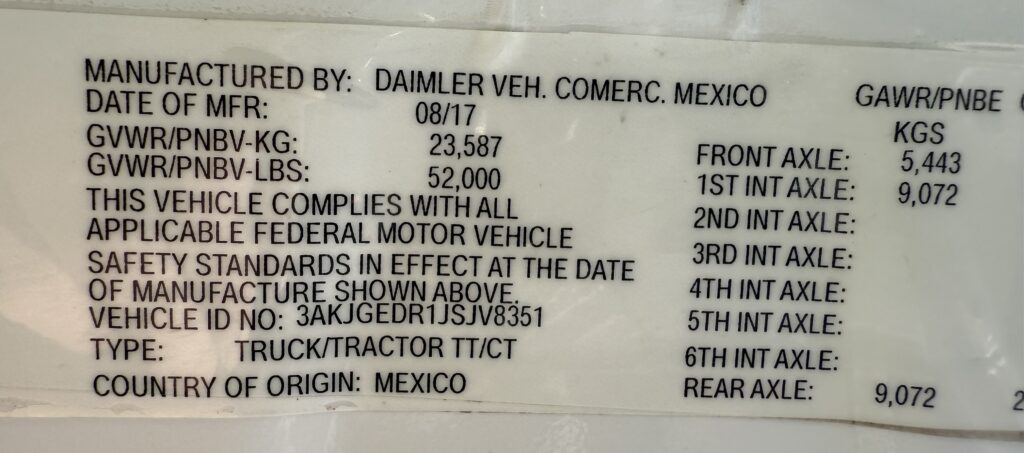 MANUFACTURED BY: DAIMLER VEH. COMERC. MEXICO
DATE OF MFR: 08/17
GVWR/PNBV-KG: 23,587
GVWR/PNBV-LBS: 52,000
THIS VEHICLE COMPLIES WITH ALL
APPLICABLE FEDERAL MOTOR VEHICLE
SAFETY STANDARDS IN EFFECT AT THE DATE
OF MANUFACTURE SHOWN ABOVE.
VEHICLE ID NO: 3AKJGEDR1JSJV8351
TYPE: TRUCK/TRACTOR TT/CT
COUNTRY OF ORIGIN: MEXICO
GAWR/PNBE
KGS
FRONT AXLE: 5,443
1ST INT AXLE: 9,072
2ND INT AXLE:
3RD INT AXLE:
4TH INT AXLE:
5TH INT AXLE:
6TH INT AXLE:
REAR AXLE: 9,072